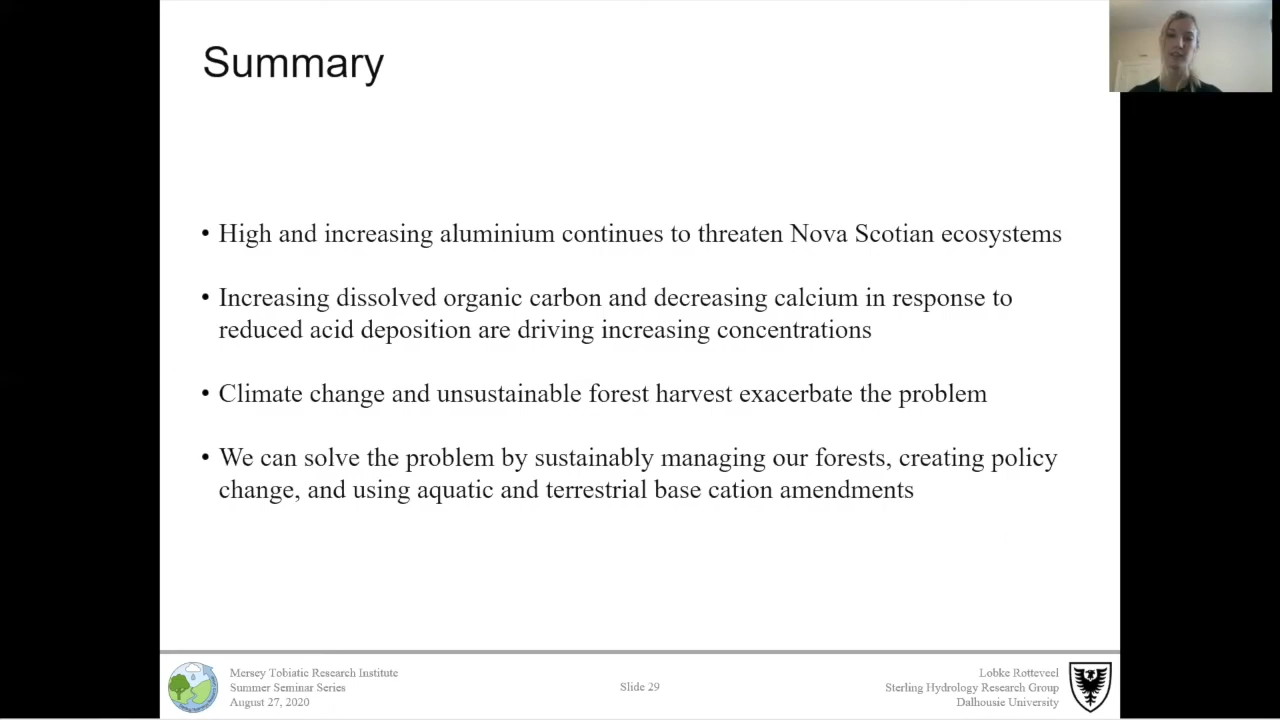 Summary
• High and increasing aluminium continues to threaten Nova Scotian ecosystems
• Increasing dissolved organic carbon and decreasing calcium in response to
reduced acid deposition are driving increasing concentrations
• Climate change and unsustainable forest harvest exacerbate the problem
• We can solve the problem by sustainably managing our forests, creating policy
change, and using aquatic and terrestrial base cation amendments
Mersey Tobiatic Research Institute
Summer Seminar Series
August 27, 2020
Slide 29
Lobke Rotteveel
Sterling Hydrology Research Group
Dalhousie University